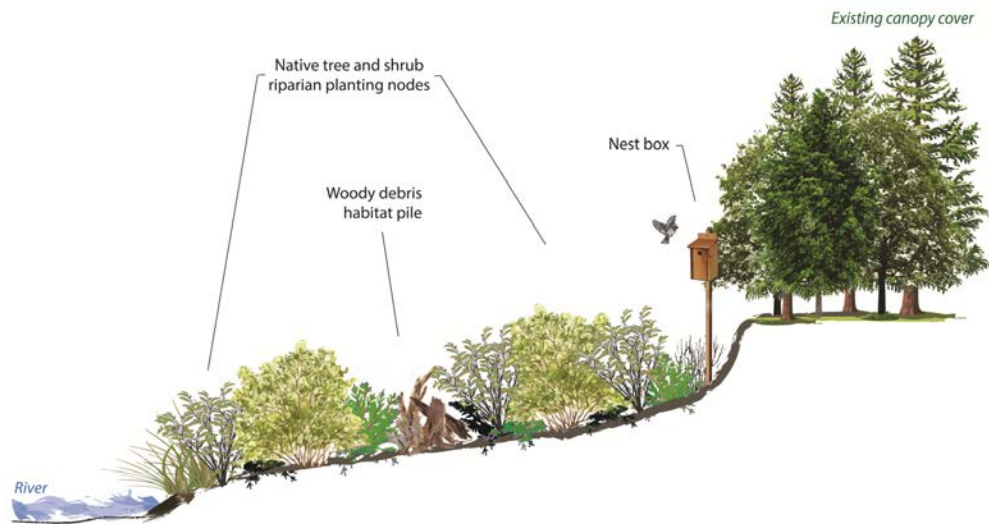 Existing canopy cover
Native tree and shrub
riparian planting nodes
Nest box
Woody debris
habitat pile
River